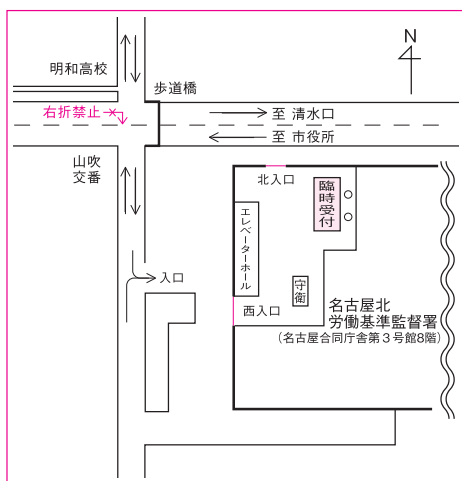 N
明和高校
歩道橋
右折禁止
至 清水口
至 市役所
山吹
交番
北入口
臨時受付
エレベーターホール
守衛
入口
西入口
名古屋北
労働基準監督署
(名古屋合同庁舎第3号館8階)